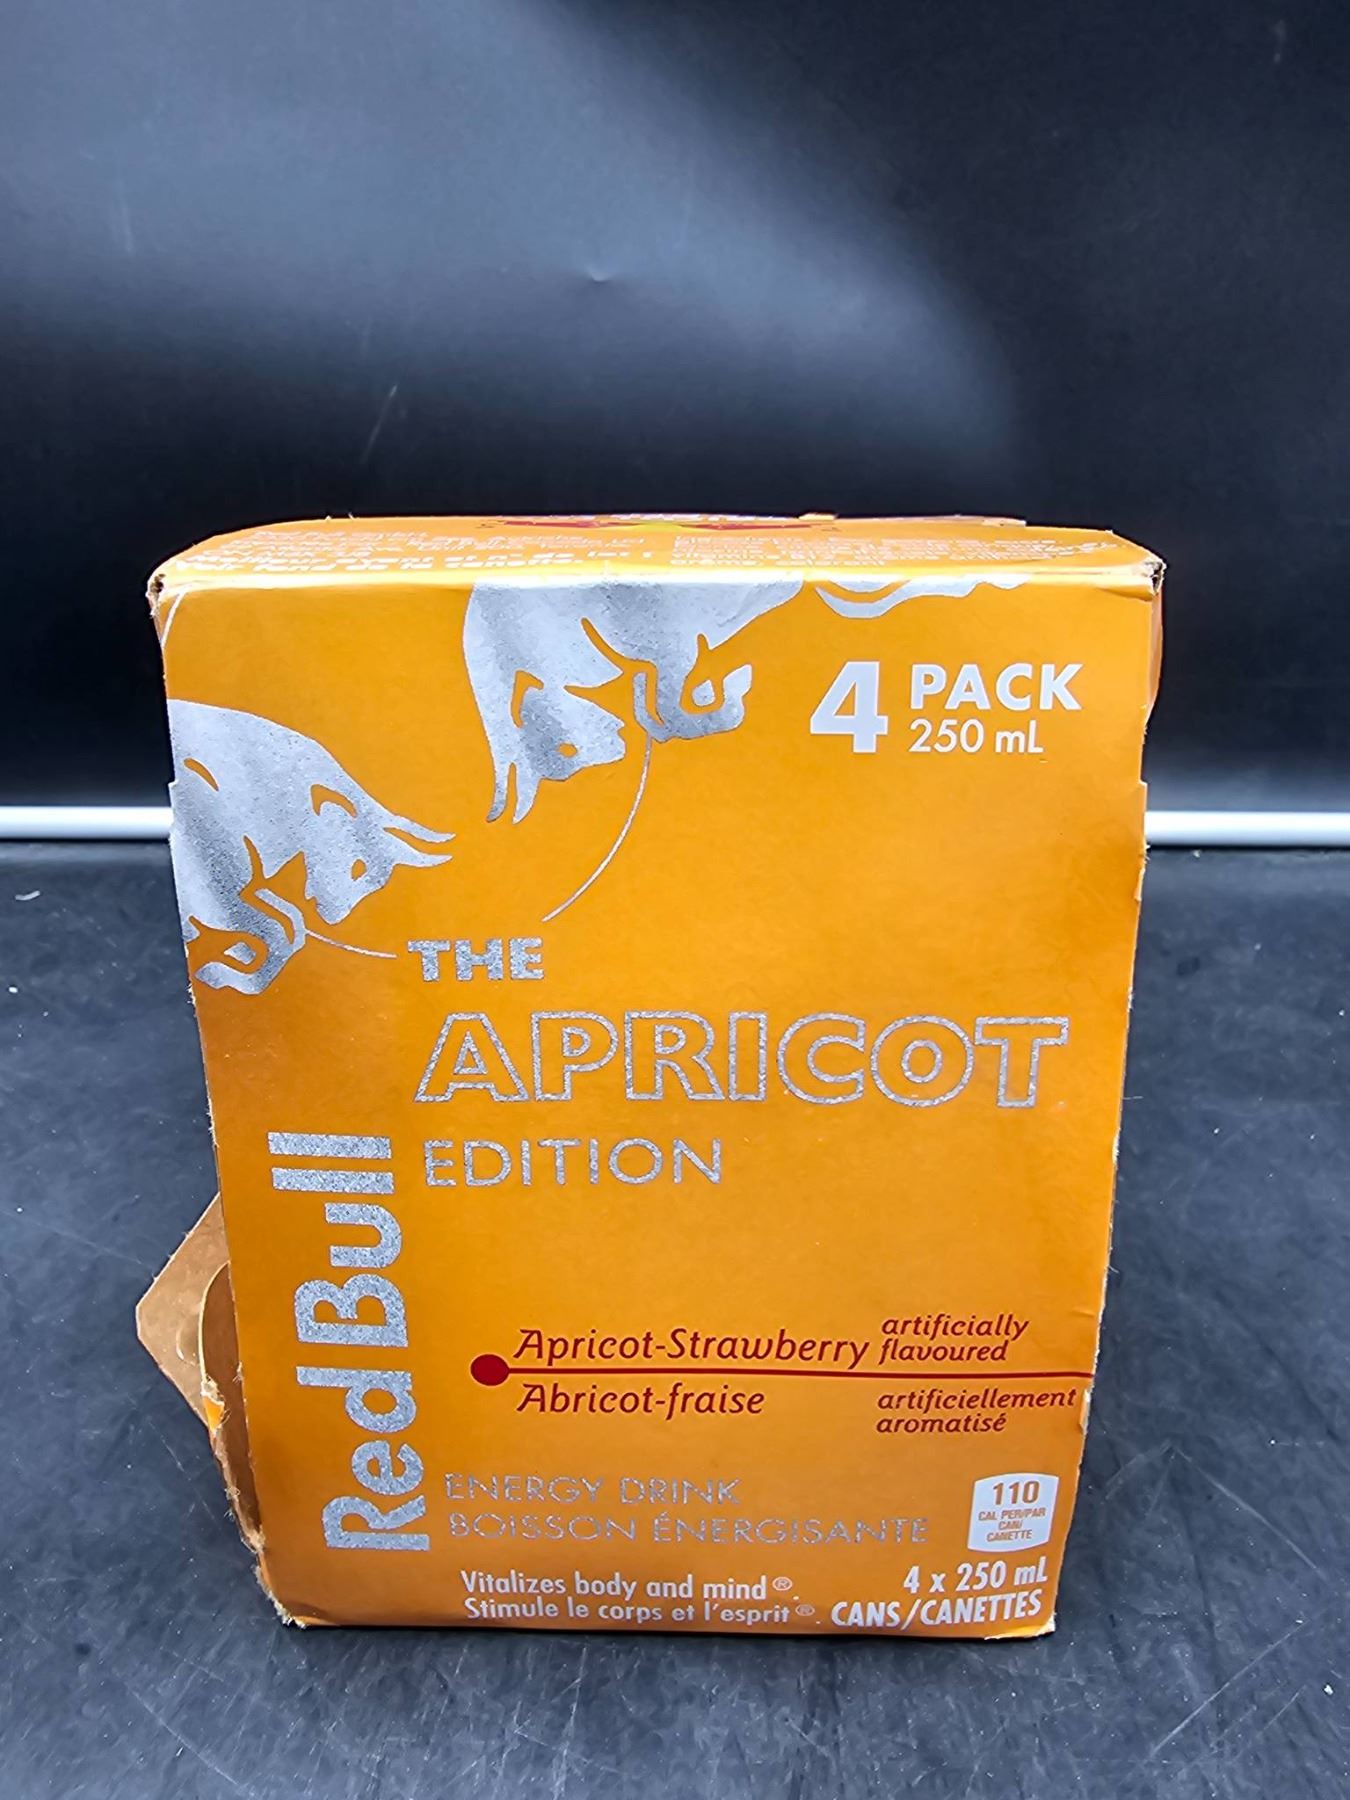 4 PACK
250 mL
THE
APRICOT
EDITION
Red Bull
Apricot-Strawberry artificially flavoured
Abricot-fraise artificiellement aromatisé
ENERGY DRINK
BOISSON ÉNERGISANTE
110
CAL PER/PAR
CAN/
CANETTE
Vitalizes body and mind®.
Stimule le corps et l'esprit®.
4 x 250 mL
CANS/CANETTES